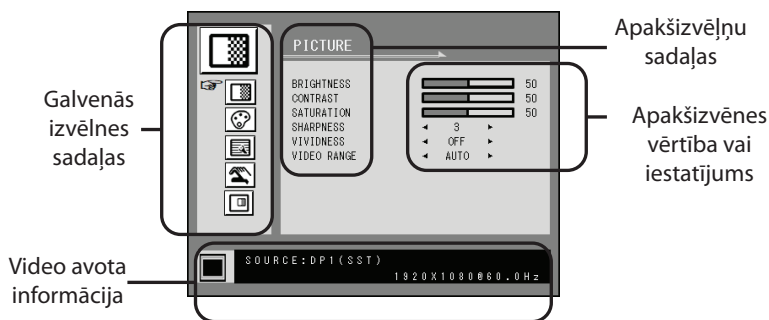 Galvenās
izvēlnes
sadaļas
Video avota
informācija
PICTURE
BRIGHTNESS 50
CONTRAST 50
SATURATION 50
SHARPNESS 3
VIVIDNESS OFF
VIDEO RANGE AUTO
SOURCE:DP1(SST)
1920X1080@60.0Hz
Apakšizvēļņu
sadaļas
Apakšizvēnes
vērtība vai
iestatījums